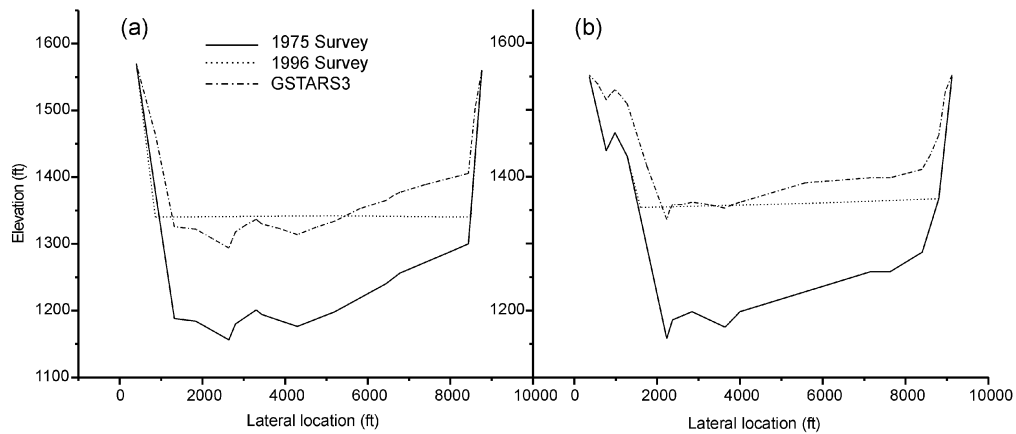 (a)
1975 Survey
1996 Survey
GSTARS3
1600
1500
1400
1300
1200
1100
Elevation (ft)
0 2000 4000 6000 8000 10000
Lateral location (ft)
(b)
1600
1400
1200
0 2000 4000 6000 8000 10000
Lateral location (ft)